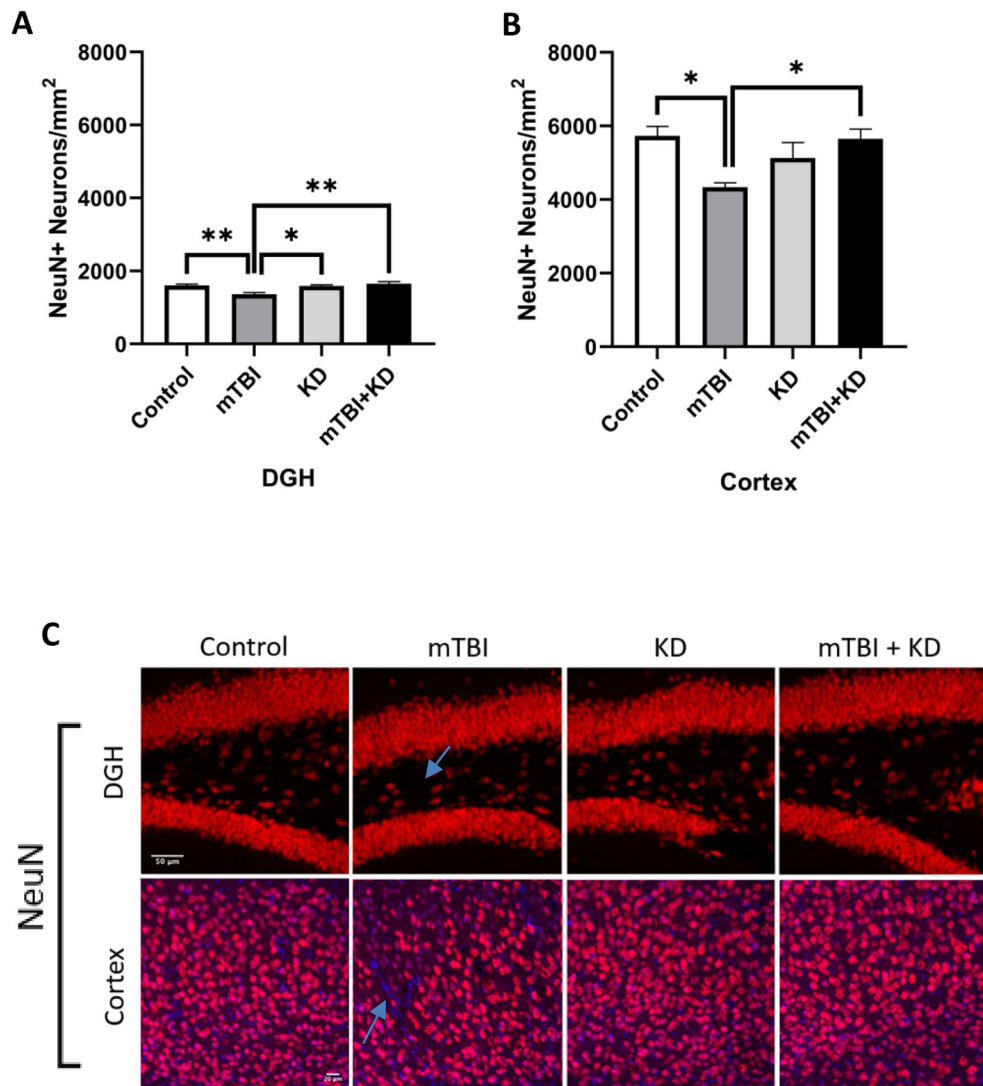 A
NeuN+ Neurons/mm²
8000
6000
4000
2000
0
**
*
**
Control
mTBI
KD
mTBI+KD
DGH
B
NeuN+ Neurons/mm²
8000
6000
4000
2000
0
*
*
Control
mTBI
KD
mTBI+KD
Cortex
C
Control
mTBI
KD
mTBI + KD
NeuN
DGH
50 µm
Cortex
20 µm